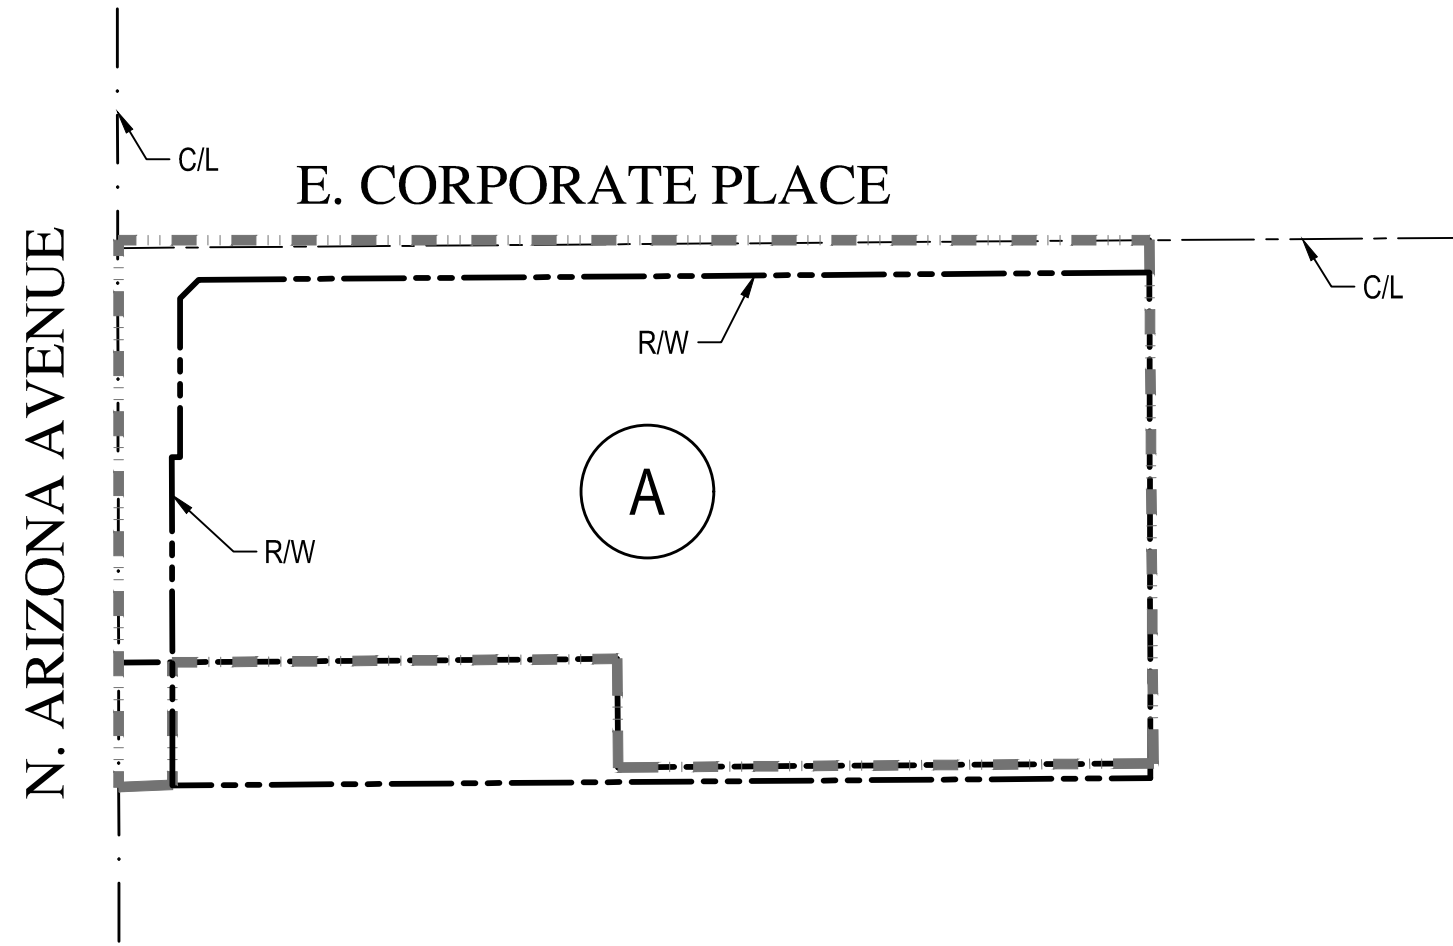 C/L
E. CORPORATE PLACE
N. ARIZONA AVENUE
C/L
R/W
A
R/W